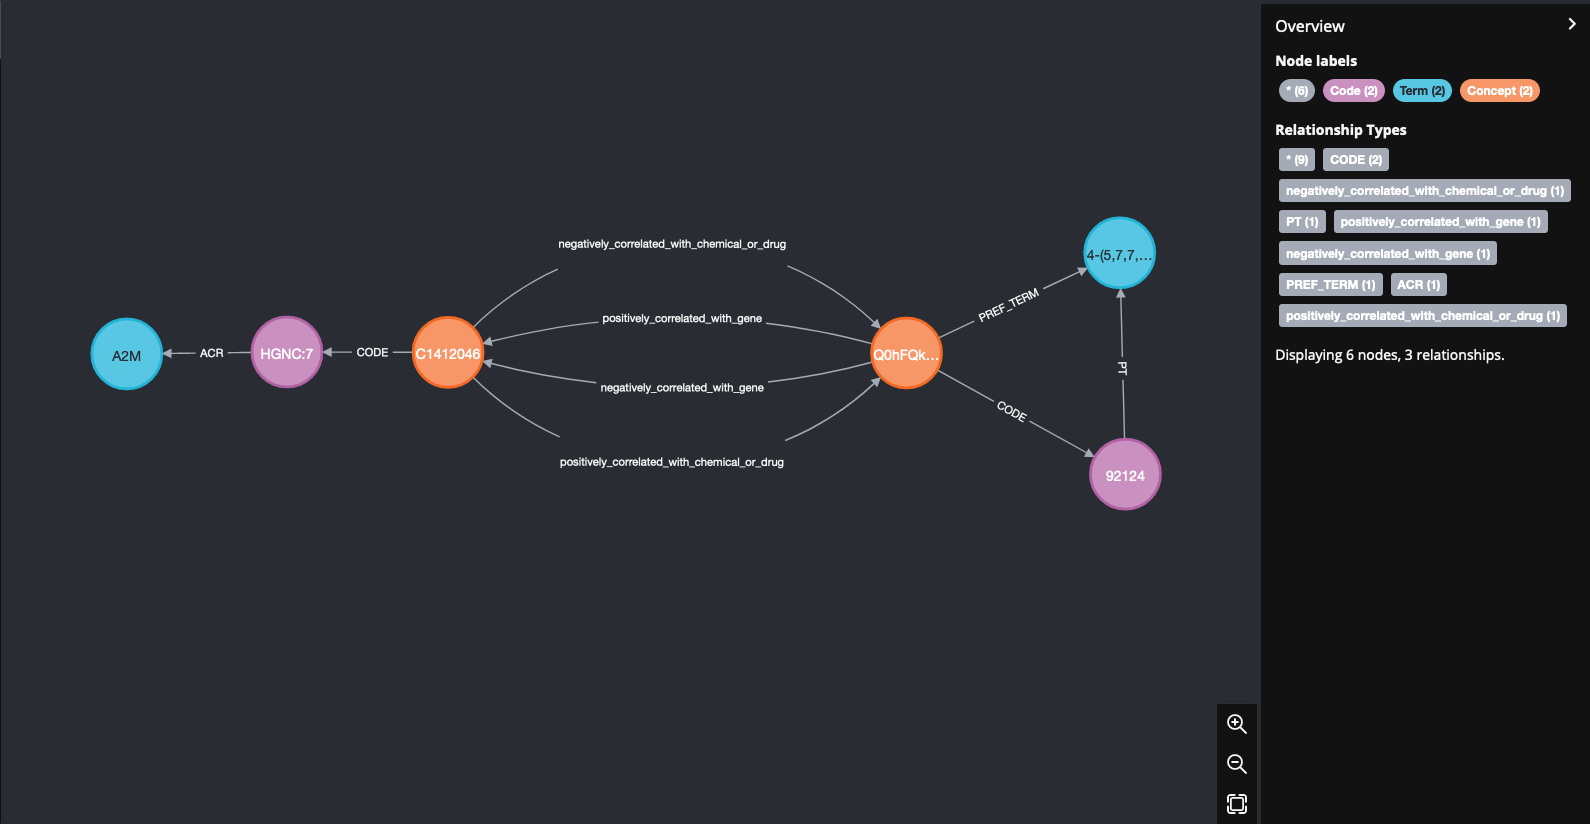 negatively_correlated_with_chemical_or_drug
4-(5,7,7,...
PREF_TERM
positively_correlated_with_gene
A2M
ACR
HGNC:7
CODE
C1412046
Q0hFQk...
PT
negatively_correlated_with_gene
CODE
positively_correlated_with_chemical_or_drug
92124
Overview
Node labels
* (6) Code (2) Term (2) Concept (2)
Relationship Types
* (9) CODE (2)
negatively_correlated_with_chemical_or_drug (1)
PT (1) positively_correlated_with_gene (1)
negatively_correlated_with_gene (1)
PREF_TERM (1) ACR (1)
positively_correlated_with_chemical_or_drug (1)
Displaying 6 nodes, 3 relationships.